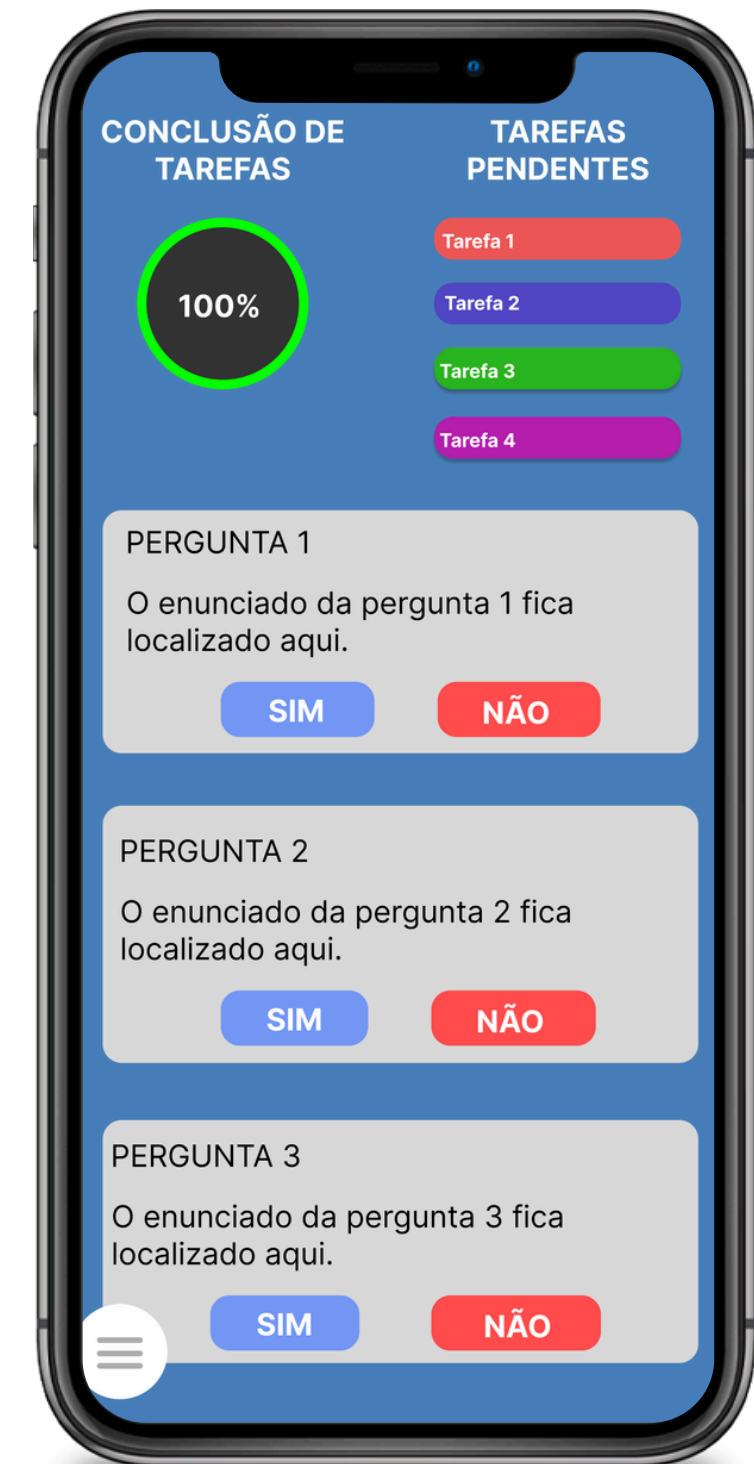 CONCLUSÃO DE
TAREFAS
100%
TAREFAS
PENDENTES
Tarefa 1
Tarefa 2
Tarefa 3
Tarefa 4
PERGUNTA 1
O enunciado da pergunta 1 fica
localizado aqui.
SIM
NÃO
PERGUNTA 2
O enunciado da pergunta 2 fica
localizado aqui.
SIM
NÃO
PERGUNTA 3
O enunciado da pergunta 3 fica
localizado aqui.
SIM
NÃO